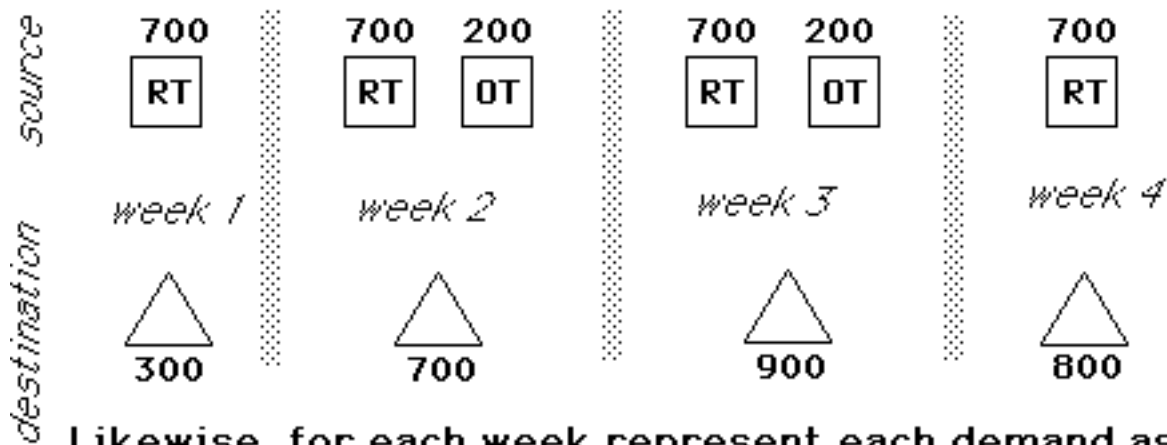 source
700 700 200 700 200 700
RT RT OT RT OT RT
week 1 week 2 week 3 week 4
destination
300 700 900 800
Likewise, for each week represent each demand as